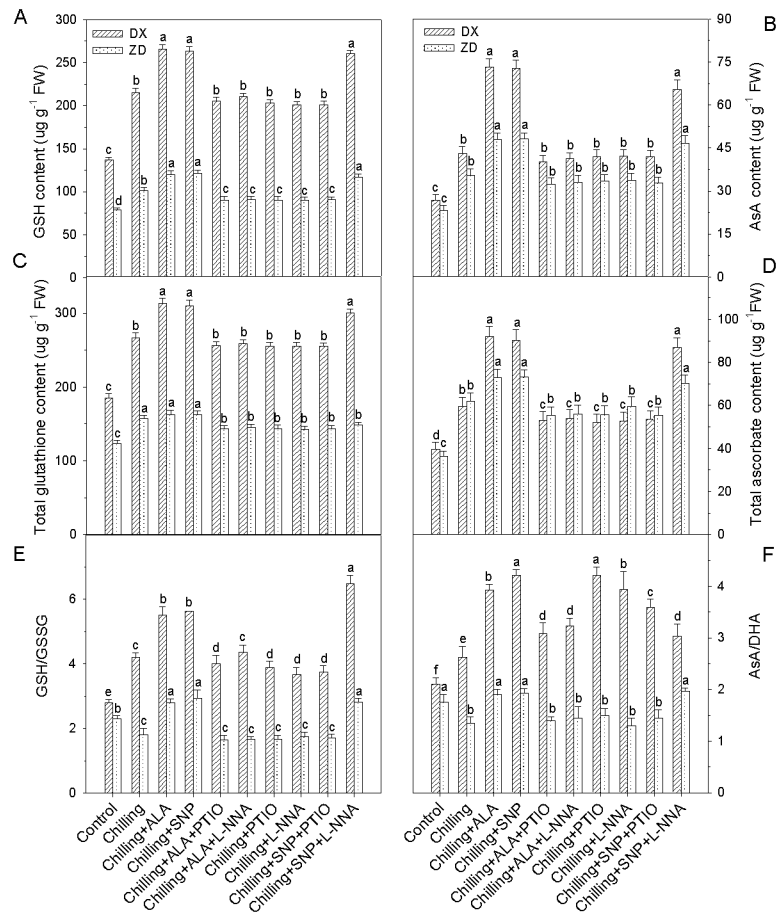 A
B
C
D
E
F
DX
ZD
DX
ZD
GSH content (ug g-1 FW)
300
250
200
150
100
50
0
c d b b a a a a b c b c b c b c b c a a
AsA content (ug g-1 FW)
90
75
60
45
30
15
0
c c b b a a a a b b b b b b b b b b a a
Total glutathione content (ug g-1 FW)
300
150
0
c c b a a a a a b b b b b b b b b b a a
Total ascorbate content (ug g-1 FW)
100
80
60
40
20
0
d c b b a a a a c b c b c b c b c b a a
GSH/GSSG
6
4
2
0
e b c c b a b a d c c c d c d c d c a a
AsA/DHA
4
3
2
1
0
f a e b b a a a d b d b a b b b c b d a
Control
Chilling
Chilling+ALA
Chilling+SNP
Chilling+ALA+PTIO
Chilling+ALA+L-NNA
Chilling+PTIO
Chilling+L-NNA
Chilling+SNP+PTIO
Chilling+SNP+L-NNA
Control
Chilling
Chilling+ALA
Chilling+SNP
Chilling+ALA+PTIO
Chilling+ALA+L-NNA
Chilling+PTIO
Chilling+L-NNA
Chilling+SNP+PTIO
Chilling+SNP+L-NNA